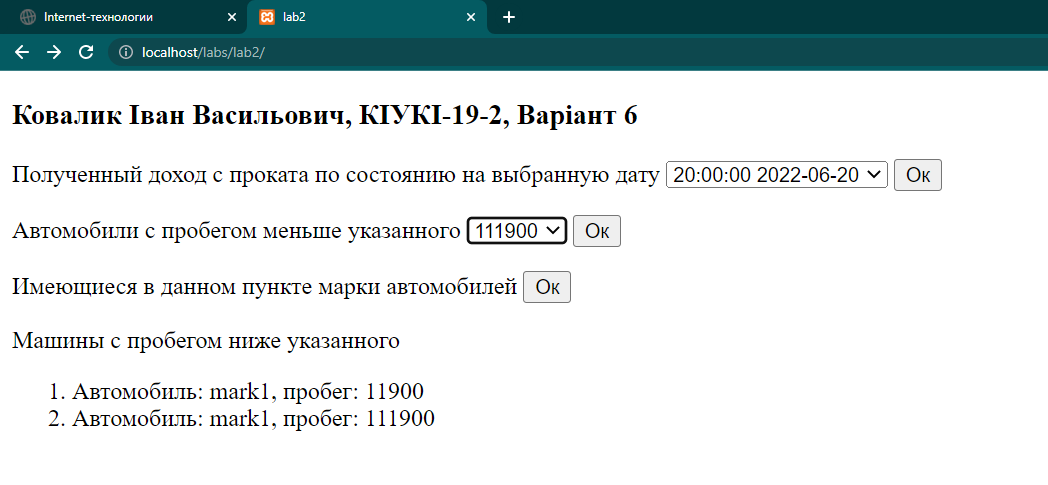 Internet-технологии
lab2
localhost/labs/lab2/
Ковалик Іван Васильович, КІУКІ-19-2, Варіант 6
Полученный доход с проката по состоянию на выбранную дату 20:00:00 2022-06-20 Ок
Автомобили с пробегом меньше указанного 111900 Ок
Имеющиеся в данном пункте марки автомобилей Ок
Машины с пробегом ниже указанного
1. Автомобиль: mark1, пробег: 11900
2. Автомобиль: mark1, пробег: 111900